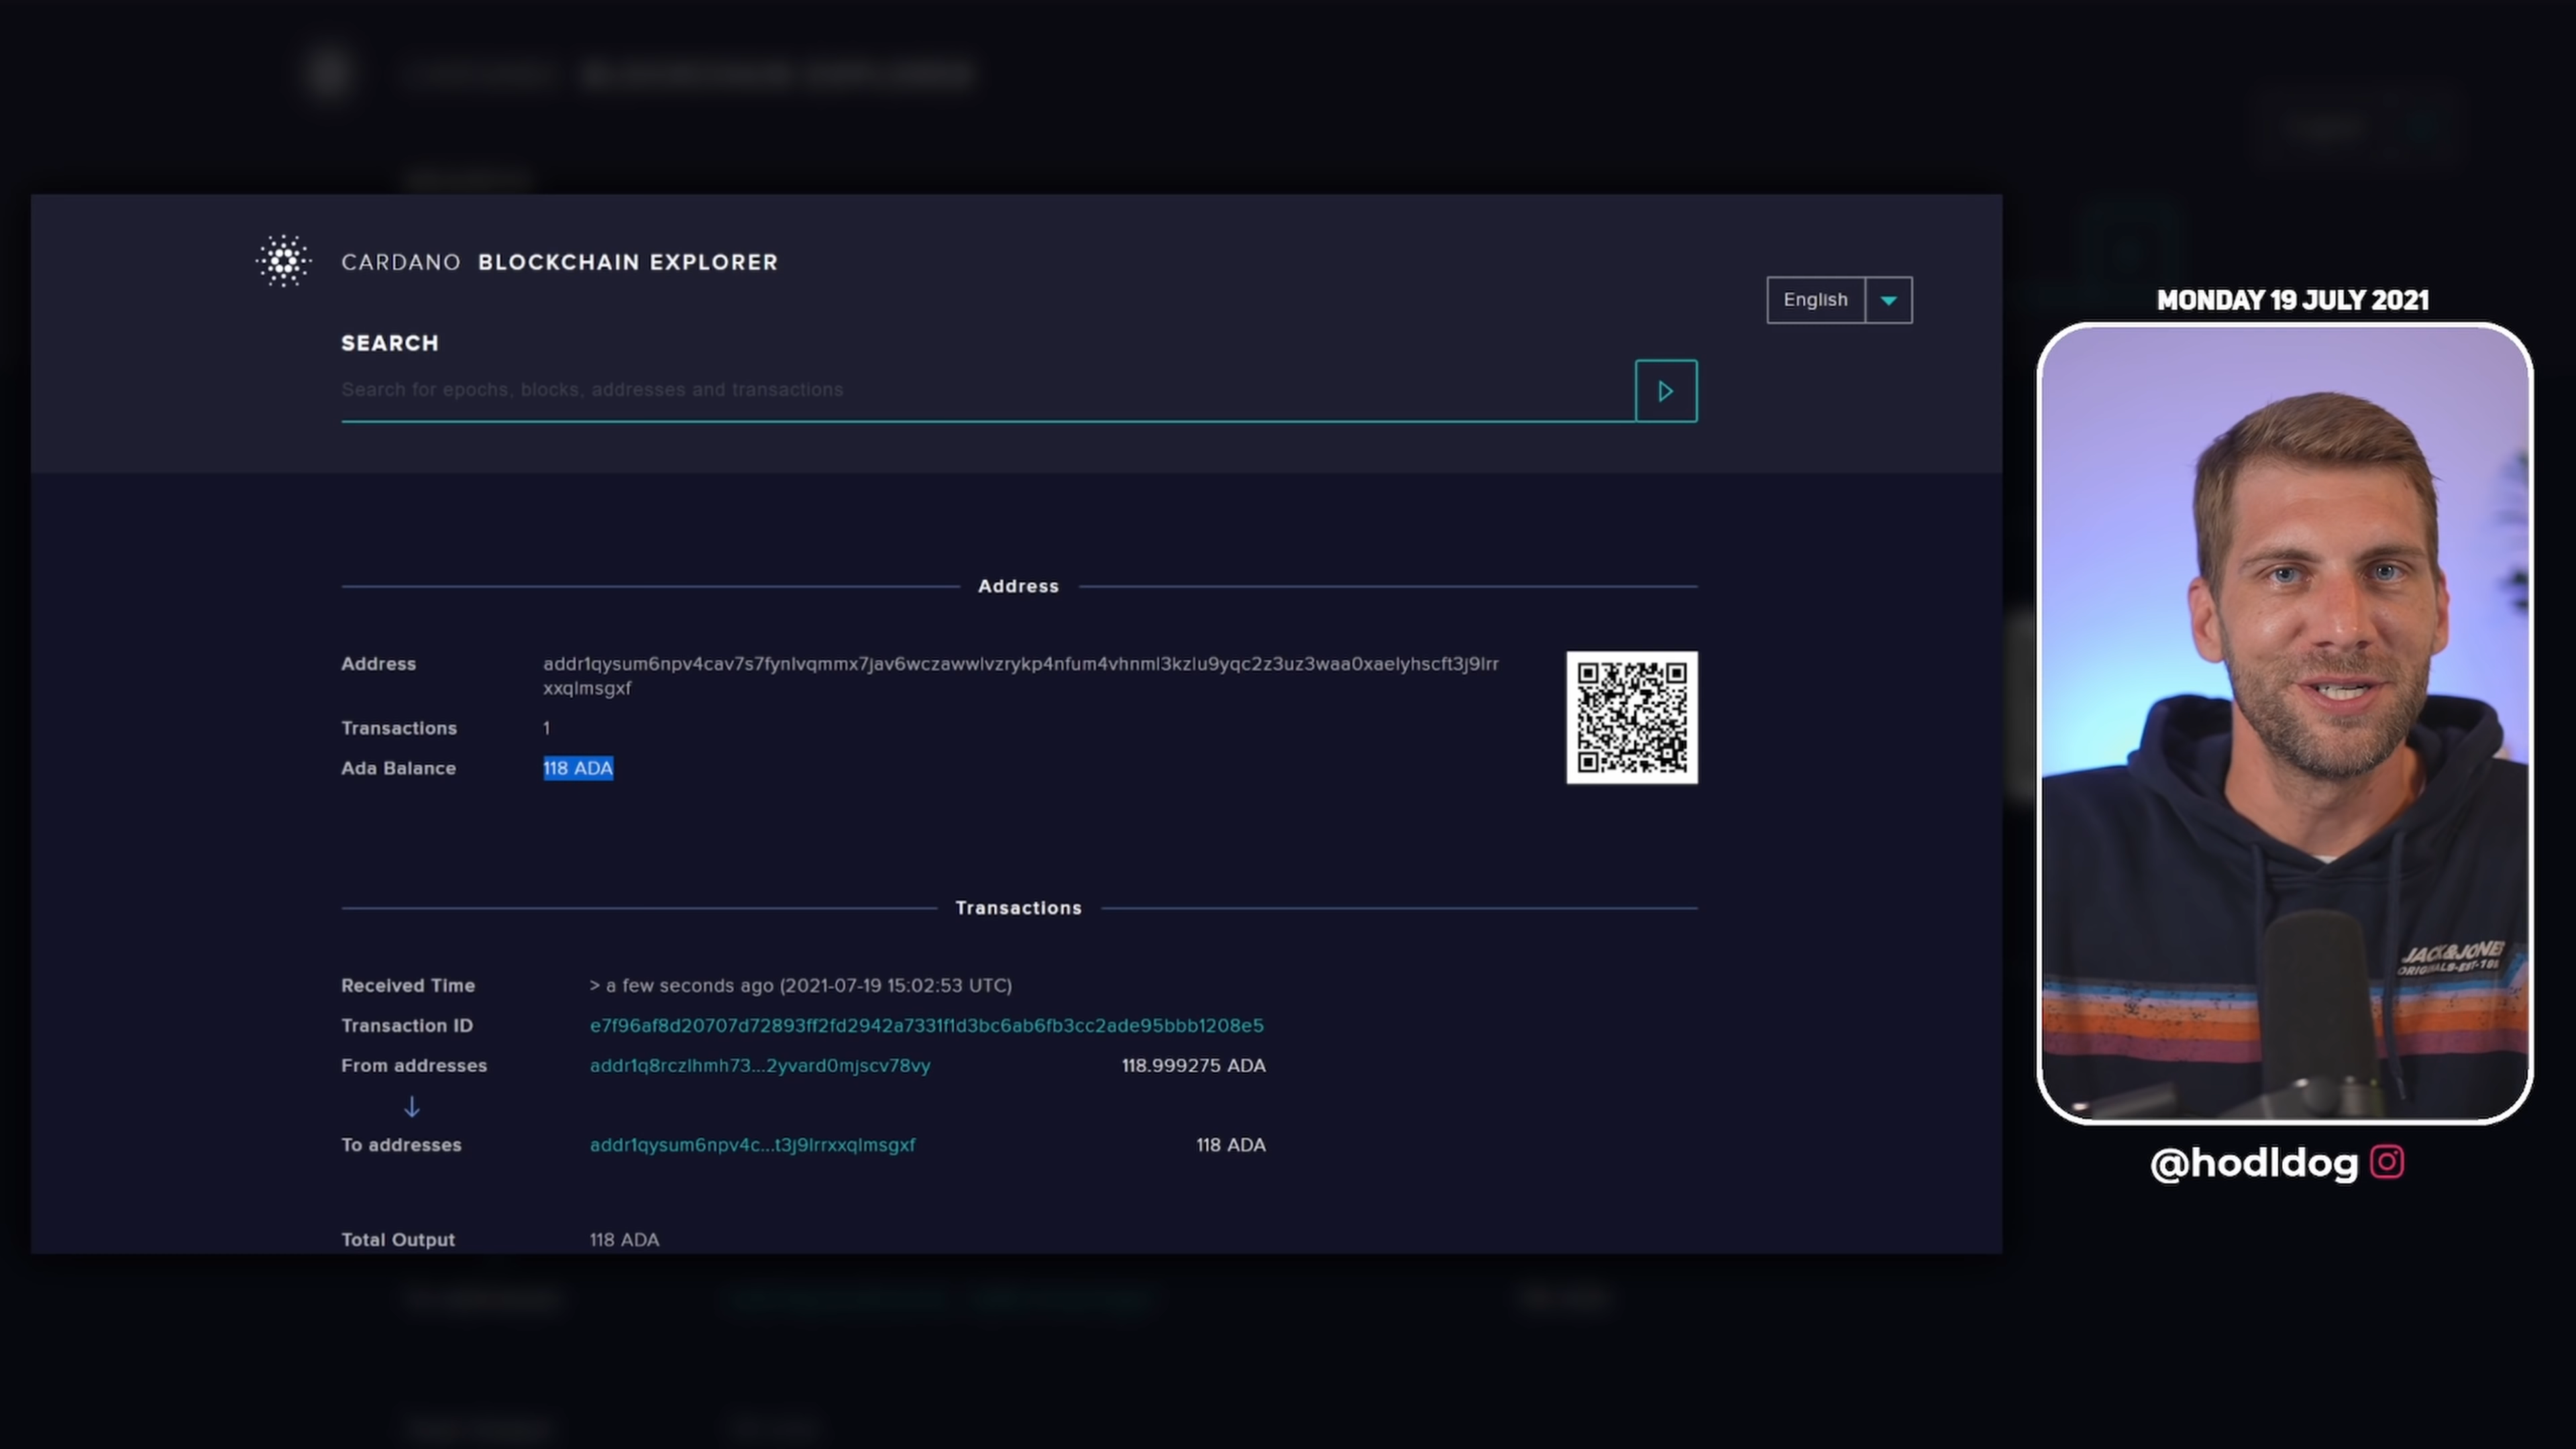 CARDANO BLOCKCHAIN EXPLORER
English
SEARCH
Search for epochs, blocks, addresses and transactions
Address
Address addr1qysum6npv4cav7s7fynlvqmmx7jav6wczawwlvzrykp4nfum4vhnml3kzlu9yqc2z3uz3waa0xaelyhscft3j9lrr
xxqlmsgxf
Transactions 1
Ada Balance 118 ADA
Transactions
Received Time > a few seconds ago (2021-07-19 15:02:53 UTC)
Transaction ID e7f96af8d20707d72893ff2fd2942a7331f1d3bc6ab6fb3cc2ade95bbb1208e5
From addresses addr1q8rczlhmh73...2yvard0mjscv78vy 118.999275 ADA
To addresses addr1qysum6npv4c...t3j9lrrxxqlmsgxf 118 ADA
Total Output 118 ADA
MONDAY 19 JULY 2021
JACK&JONES
@hodldog